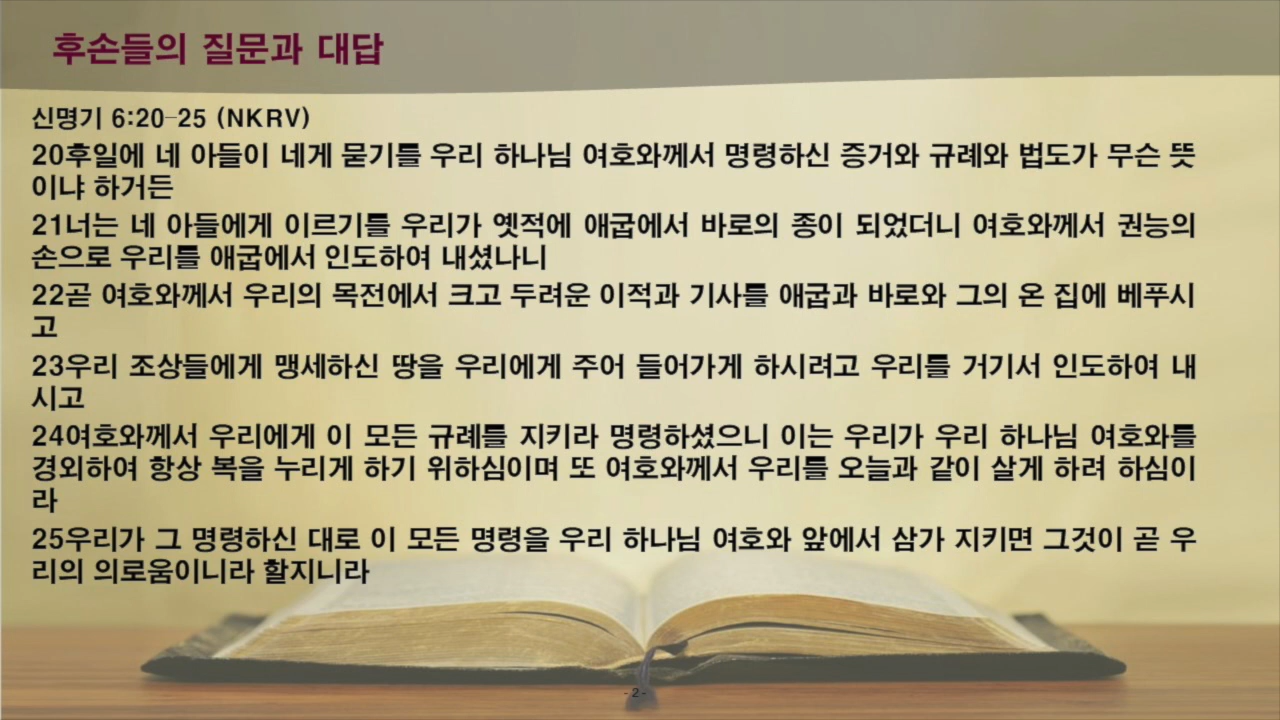 후손들의 질문과 대답
신명기 6:20-25 (NKRV)
20후일에 네 아들이 네게 묻기를 우리 하나님 여호와께서 명령하신 증거와 규례와 법도가 무슨 뜻
이냐 하거든
21너는 네 아들에게 이르기를 우리가 옛적에 애굽에서 바로의 종이 되었더니 여호와께서 권능의
손으로 우리를 애굽에서 인도하여 내셨나니
22곧 여호와께서 우리의 목전에서 크고 두려운 이적과 기사를 애굽과 바로와 그의 온 집에 베푸시
고
23우리 조상들에게 맹세하신 땅을 우리에게 주어 들어가게 하시려고 우리를 거기서 인도하여 내
시고
24여호와께서 우리에게 이 모든 규례를 지키라 명령하셨으니 이는 우리가 우리 하나님 여호와를
경외하여 항상 복을 누리게 하기 위하심이며 또 여호와께서 우리를 오늘과 같이 살게 하려 하심이
라
25우리가 그 명령하신 대로 이 모든 명령을 우리 하나님 여호와 앞에서 삼가 지키면 그것이 곧 우
리의 의로움이니라 할지니라
- 2 -